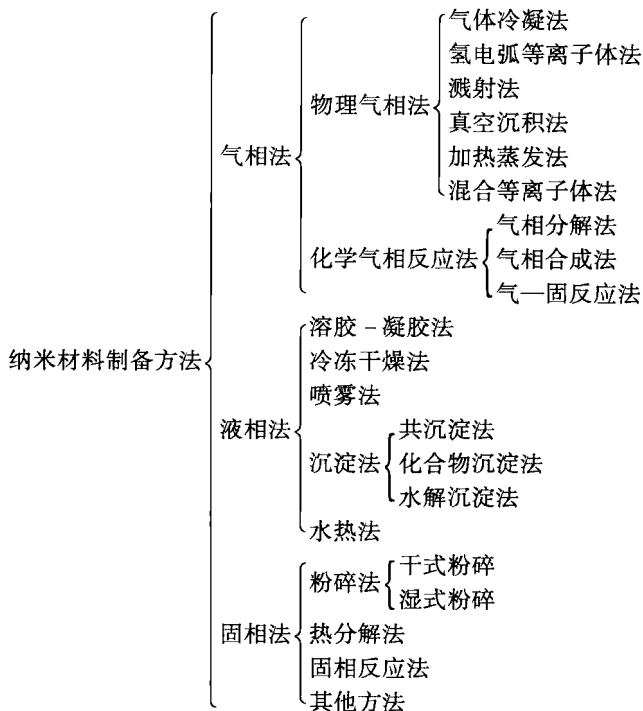 气体冷凝法
氢电弧等离子体法
溅射法
物理气相法
真空沉积法
气相法
加热蒸发法
混合等离子体法
气相分解法
化学气相反应法
气相合成法
气—固反应法
溶胶－凝胶法
纳米材料制备方法
冷冻干燥法
喷雾法
液相法
共沉淀法
沉淀法
化合物沉淀法
水解沉淀法
水热法
粉碎法
干式粉碎
湿式粉碎
固相法
热分解法
固相反应法
其他方法